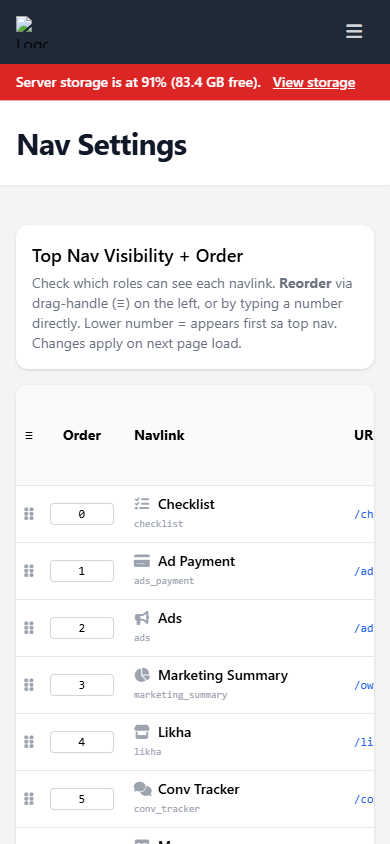 Logo
Server storage is at 91% (83.4 GB free). View storage
Nav Settings
Top Nav Visibility + Order
Check which roles can see each navlink. Reorder via
drag-handle (☰) on the left, or by typing a number
directly. Lower number = appears first sa top nav.
Changes apply on next page load.
☰ Order Navlink UR
0 Checklist /ch
checklist
1 Ad Payment /ad
ads_payment
2 Ads /ad
ads
3 Marketing Summary /ow
marketing_summary
4 Likha /li
likha
5 Conv Tracker /co
conv_tracker